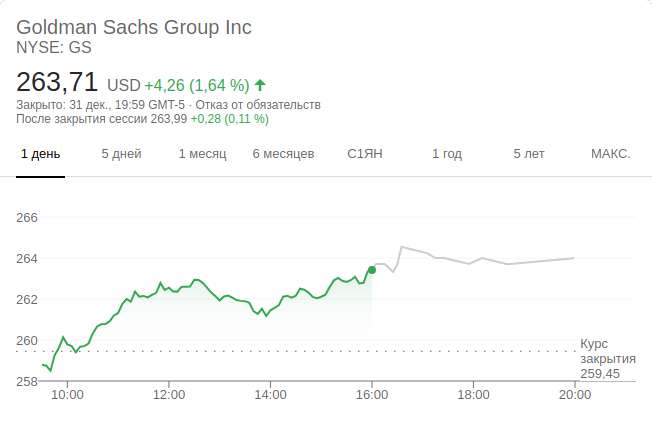 Goldman Sachs Group Inc
NYSE: GS
263,71 USD +4,26 (1,64 %)
Закрыто: 31 дек., 19:59 GMT-5 · Отказ от обязательств
После закрытия сессии 263,99 +0,28 (0,11 %)
1 день 5 дней 1 месяц 6 месяцев С1ЯН 1 год 5 лет МАКС.
266
264
262
260
Курс
закрытия
259,45
258
10:00 12:00 14:00 16:00 18:00 20:00